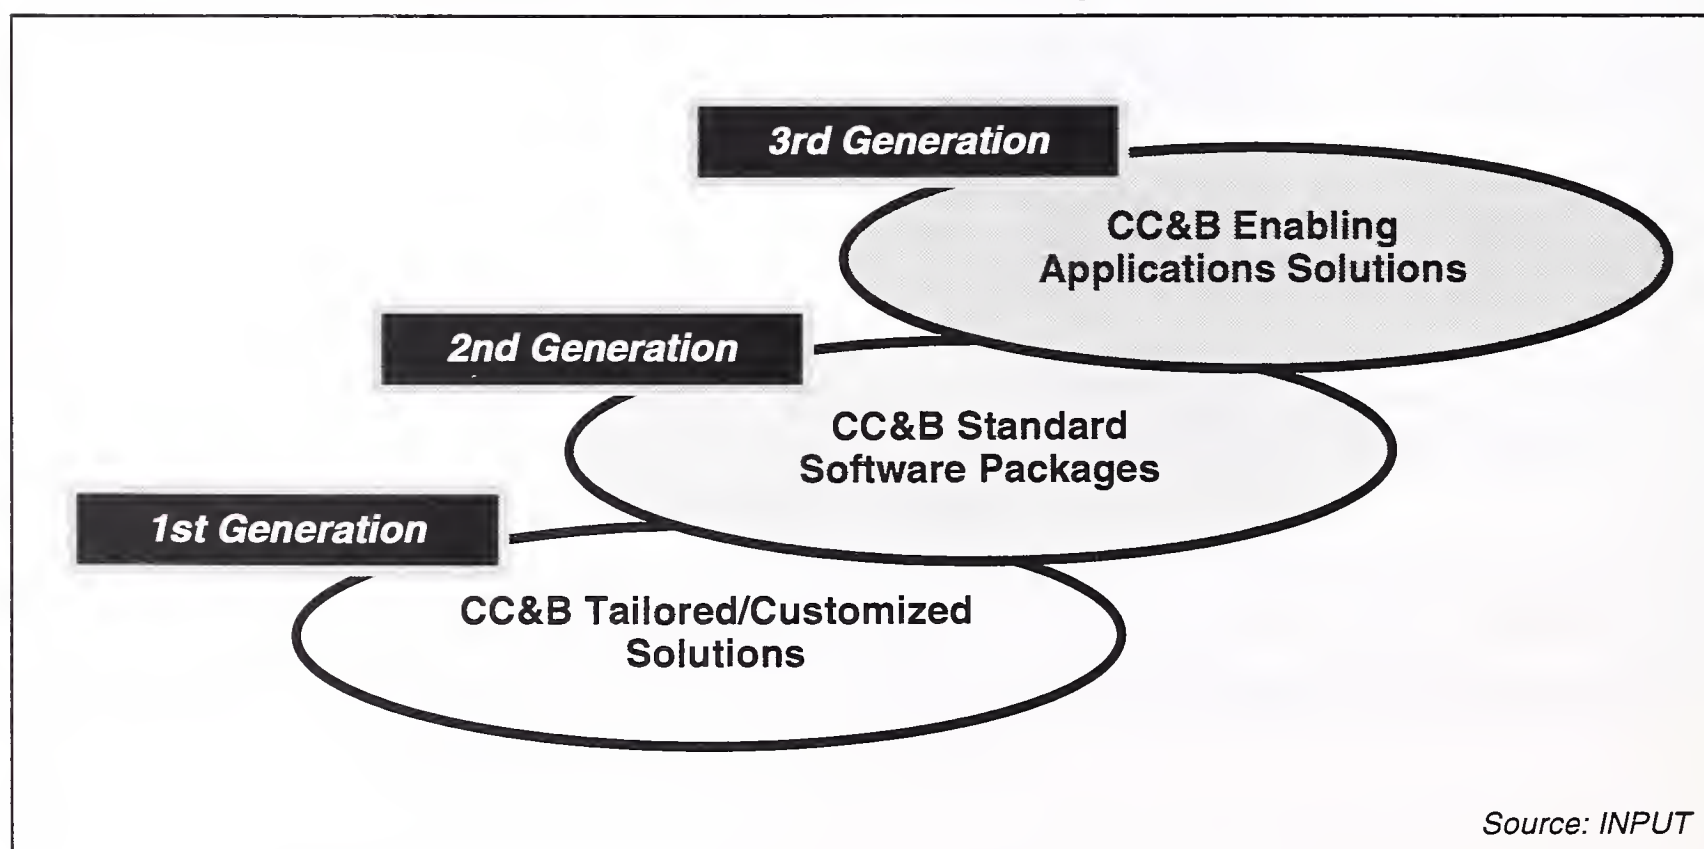 3rd Generation
CC&B Enabling
Applications Solutions
2nd Generation
CC&B Standard
Software Packages
1st Generation
CC&B Tailored/Customized
Solutions
Source: INPUT